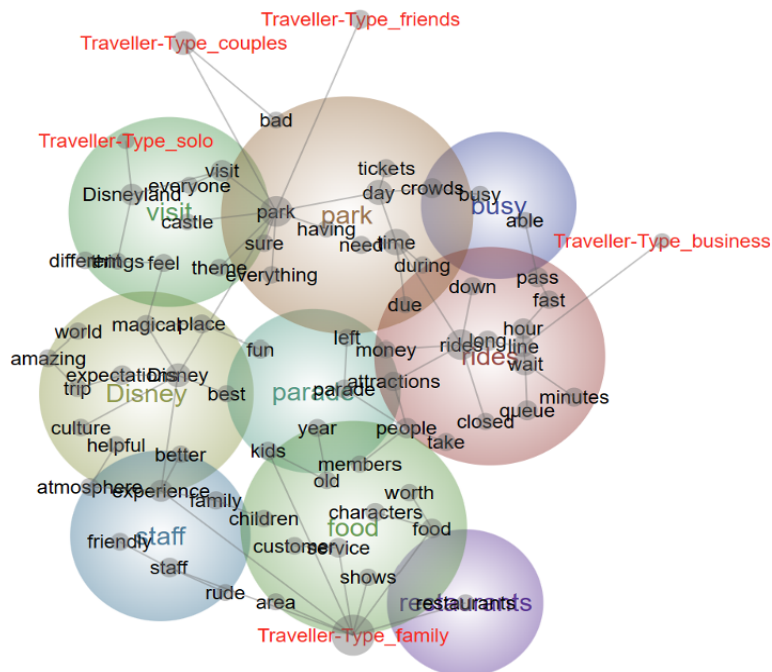 Traveller-Type_friends
Traveller-Type_couples
bad
Traveller-Type_solo
tickets
visit
everyone
day
crowds
busy
busy
Disneyland
visit
castle
park
park
able
having
need
time
sure
Traveller-Type_business
different
things
feel
theme
everything
during
down
pass
fast
due
world
magical
place
left
hour
long
rides
line
rides
amazing
fun
money
wait
expectations
Disney
trip
Disney
best
parade
parade
attractions
minutes
queue
closed
culture
year
people
take
helpful
better
kids
members
old
atmosphere
experience
family
worth
children
characters
food
food
friendly
staff
customer
service
staff
shows
rude
area
restaurants
restaurants
Traveller-Type_family